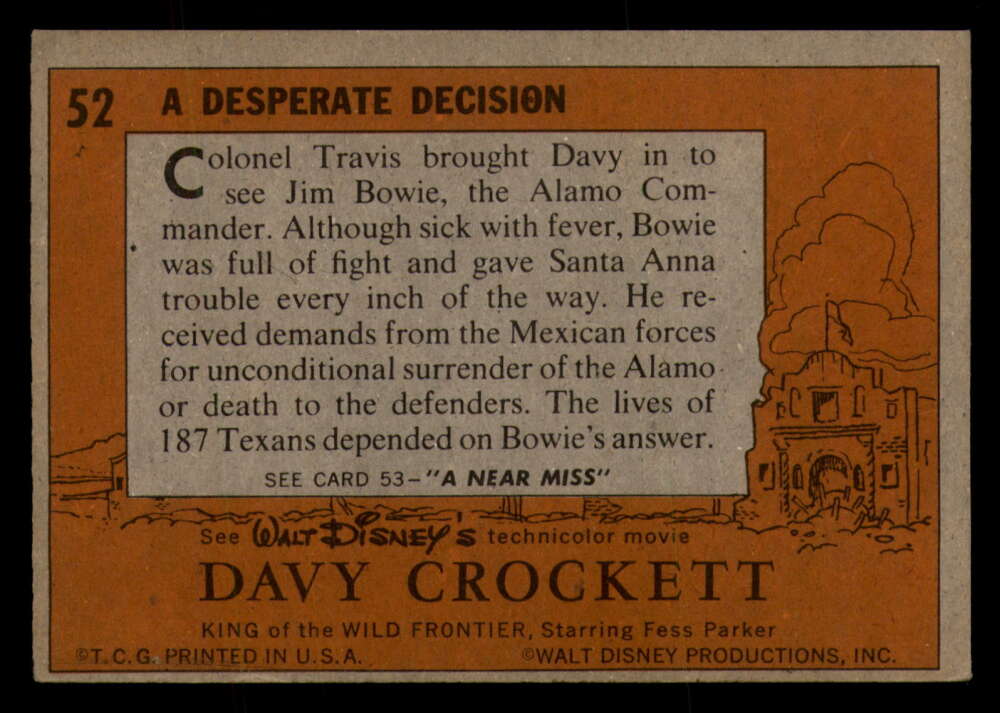 52 A DESPERATE DECISION
Colonel Travis brought Davy in to
see Jim Bowie, the Alamo Com-
mander. Although sick with fever, Bowie
was full of fight and gave Santa Anna
trouble every inch of the way. He re-
ceived demands from the Mexican forces
for unconditional surrender of the Alamo
or death to the defenders. The lives of
187 Texans depended on Bowie's answer.
SEE CARD 53–"A NEAR MISS"
See WALT DISNEY'S technicolor movie
DAVY CROCKETT
KING of the WILD FRONTIER, Starring Fess Parker
©T.C.G. PRINTED IN U.S.A. ©WALT DISNEY PRODUCTIONS, INC.